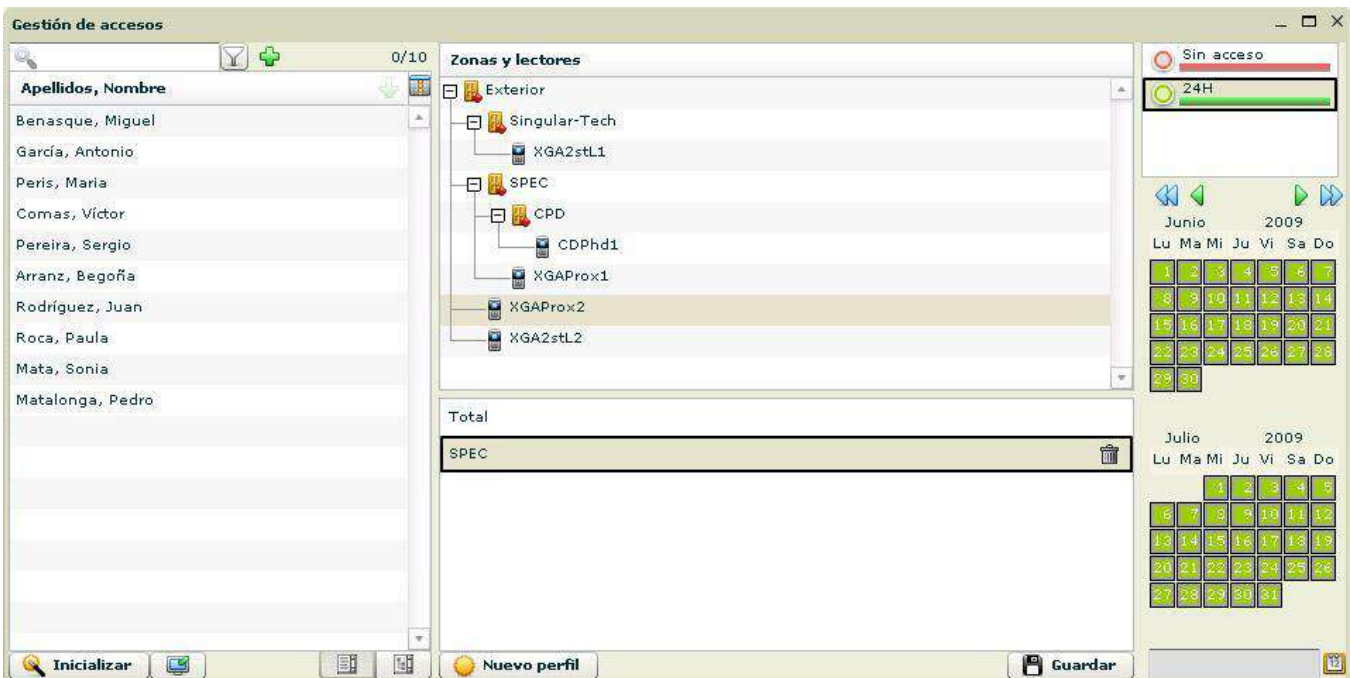 Gestión de accesos
0/10
Apellidos, Nombre
Benasque, Miguel
García, Antonio
Peris, Maria
Comas, Víctor
Pereira, Sergio
Arranz, Begoña
Rodríguez, Juan
Roca, Paula
Mata, Sonia
Matalonga, Pedro
Inicializar
Zonas y lectores
Exterior
Singular-Tech
XGA2stL1
SPEC
CPD
CDPhd1
XGAProx1
XGAProx2
XGA2stL2
Total
SPEC
Nuevo perfil
Guardar
Sin acceso
24H
Junio 2009
Lu Ma Mi Ju Vi Sa Do
1 2 3 4 5 6 7
8 9 10 11 12 13 14
15 16 17 18 19 20 21
22 23 24 25 26 27 28
29 30
Julio 2009
Lu Ma Mi Ju Vi Sa Do
1 2 3 4 5
6 7 8 9 10 11 12
13 14 15 16 17 18 19
20 21 22 23 24 25 26
27 28 29 30 31
12